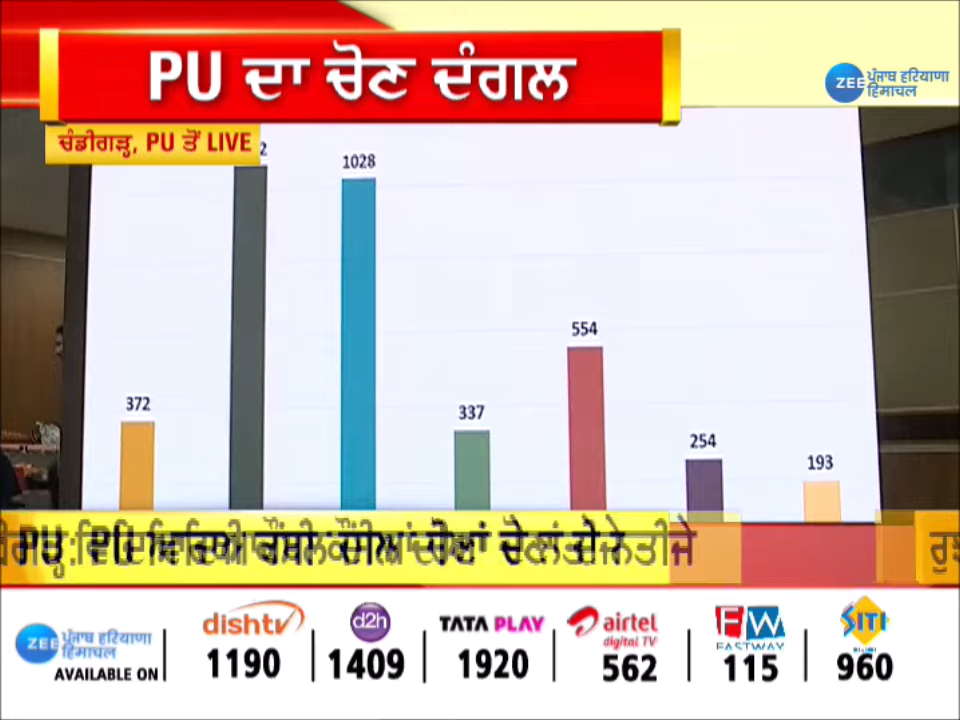 PU ਦਾ ਚੋਣ ਦੰਗਲ
ZEE ਪੰਜਾਬ ਹਰਿਆਣਾ
ਹਿਮਾਚਲ
ਚੰਡੀਗੜ੍ਹ, PU ਤੋਂ LIVE
2
1028
554
372
337
254
193
dishtv
d2h
TATA PLAY
airtel
digital TV
FW
FASTWAY
SITI
ZEE ਪੰਜਾਬ ਹਰਿਆਣਾ
ਹਿਮਾਚਲ
AVAILABLE ON
1190
1409
1920
562
115
960